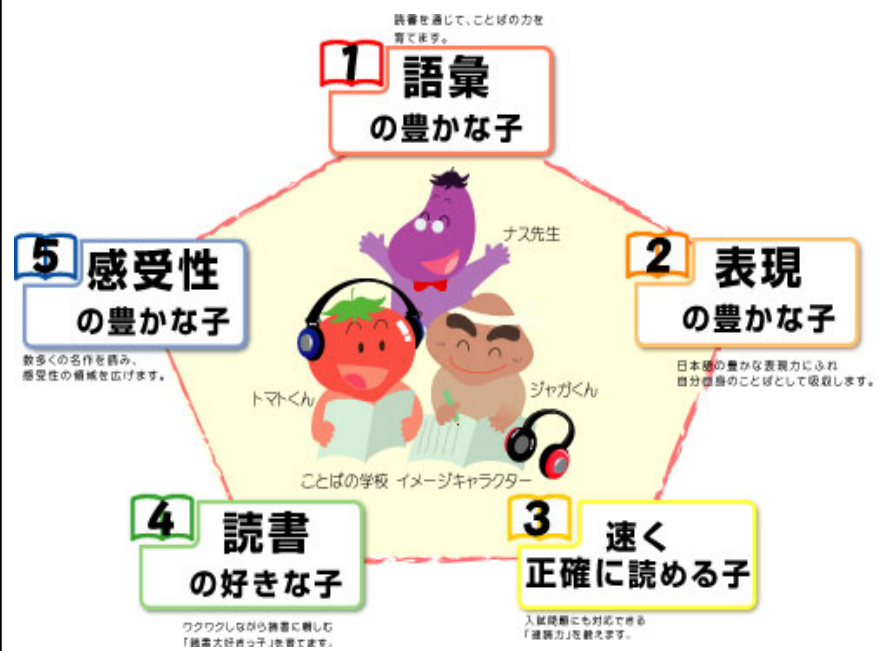 読書を通じて、ことばの力を
育てます。
1
語彙
の豊かな子
ナス先生
5
感受性
の豊かな子
数多くの名作を読み、
感受性の領域を広げます。
2
表現
の豊かな子
日本語の豊かな表現力にふれ
自分自身のことばとして吸収します。
トマトくん
ジャガくん
ことばの学校 イメージキャラクター
4
読書
の好きな子
ワクワクしながら読書に親しむ
「読書大好きっ子」を育てます。
3
速く
正確に読める子
入試問題にも対応できる
「速読力」を鍛えます。